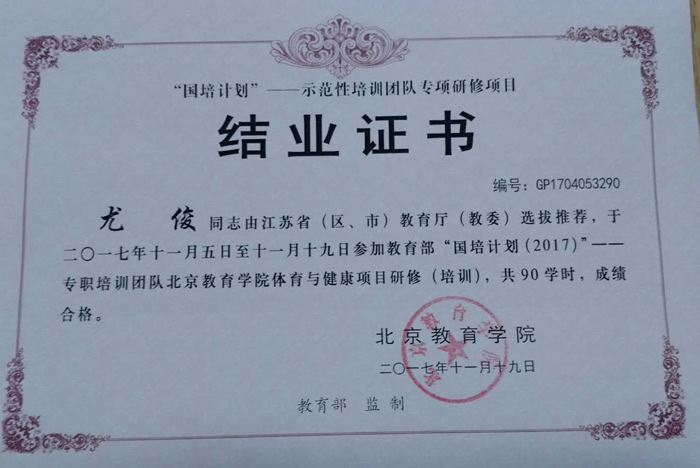 “国培计划”——示范性培训团队专项研修项目
结业证书
编号：GP1704053290
尤 俊 同志由江苏省（区、市）教育厅（教委）选拔推荐，于
二〇一七年十一月五日至十一月十九日参加教育部“国培计划（2017）”——
专职培训团队北京教育学院体育与健康项目研修（培训），共90学时，成绩
合格。
北京教育学院
北京教育学院
二〇一七年十一月十九日
教育部 监制